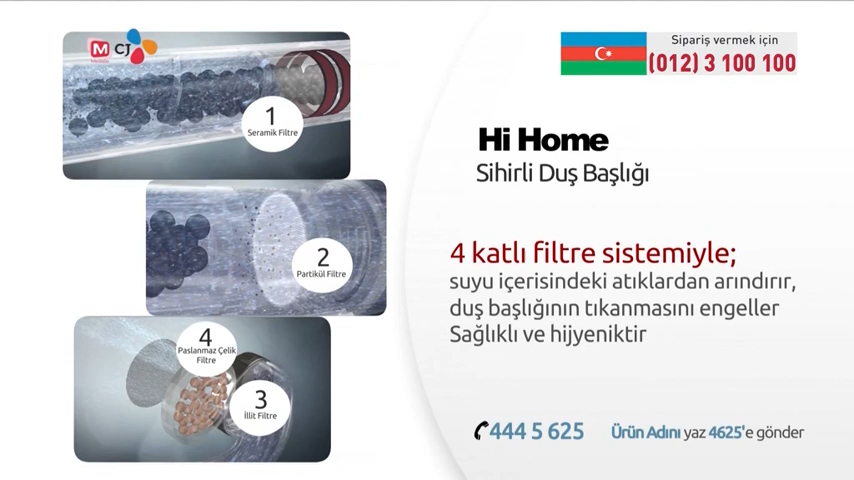 M CJ
1
Seramik Filtre
2
Partikül Filtre
4
Paslanmaz Çelik
Filtre
3
İllit Filtre
Sipariş vermek için
(012) 3 100 100
Hi Home
Sihirli Duş Başlığı
4 katlı filtre sistemiyle;
suyu içerisindeki atıklardan arındırır,
duş başlığının tıkanmasını engeller
Sağlıklı ve hijyeniktir
444 5 625
Ürün Adını yaz 4625'e gönder